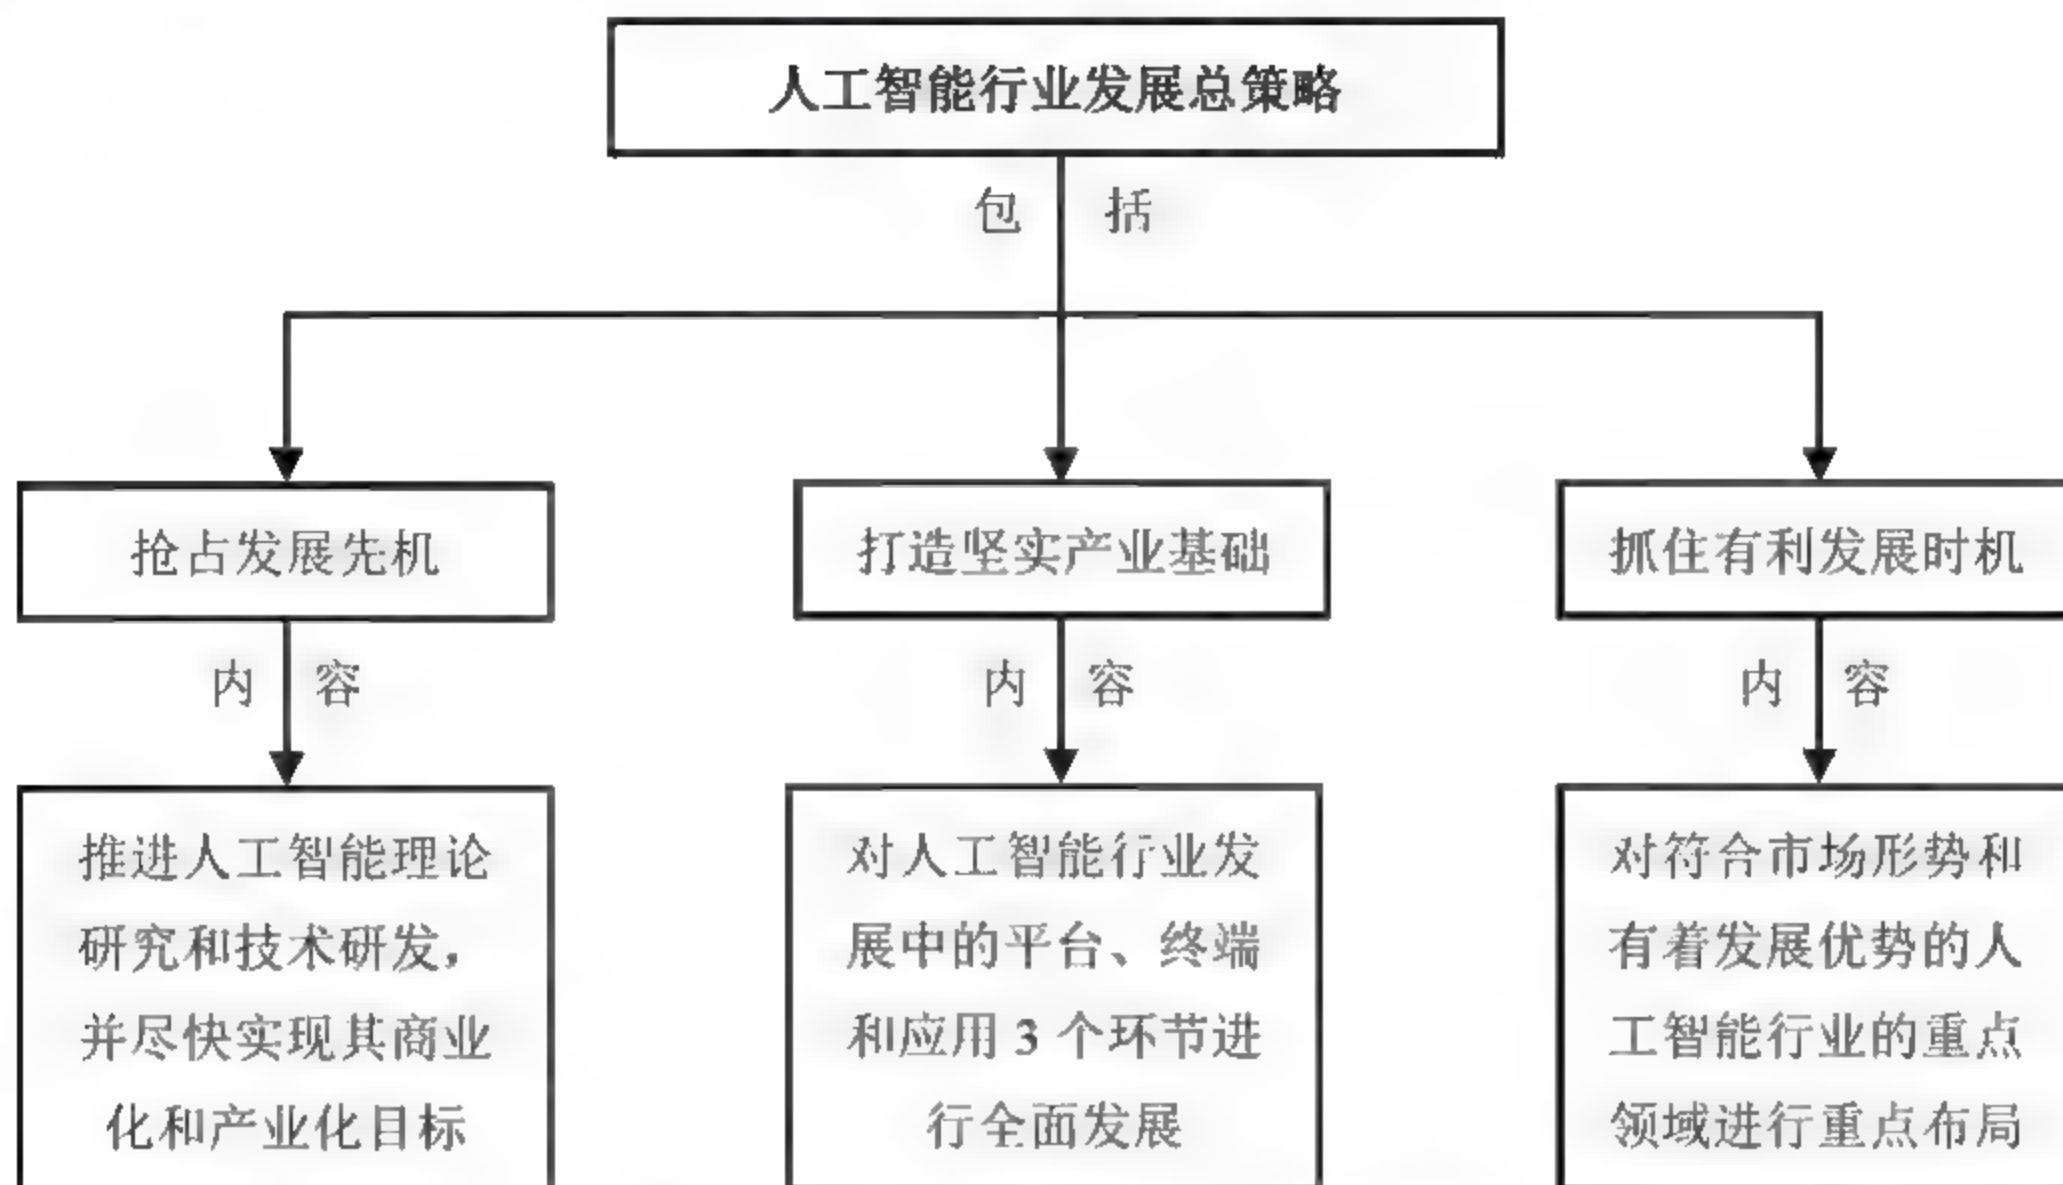 人工智能行业发展总策略
包 括
抢占发展先机
打造坚实产业基础
抓住有利发展时机
内 容
内 容
内 容
推进人工智能理论
研究和技术研发，
并尽快实现其商业
化和产业化目标
对人工智能行业发
展中的平台、终端
和应用 3 个环节进
行全面发展
对符合市场形势和
有着发展优势的人
工智能行业的重点
领域进行重点布局